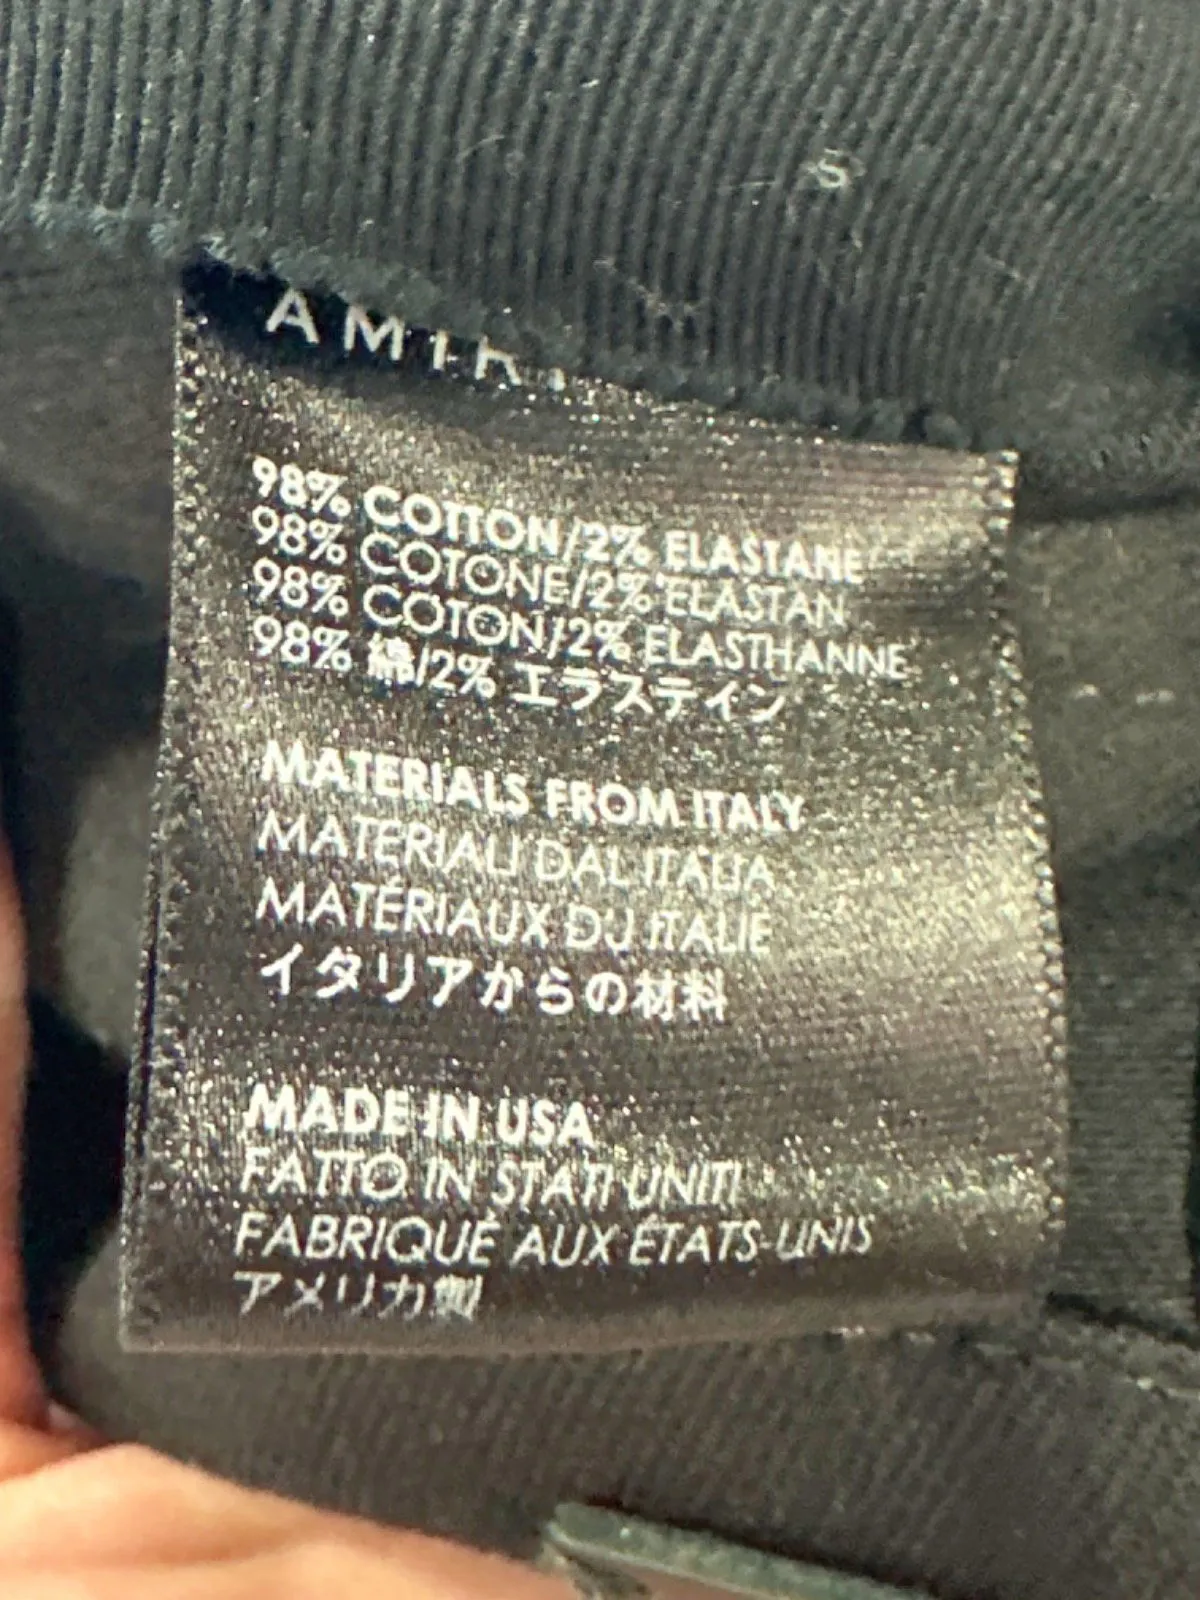 AMIRI
98% COTTON/2% ELASTANE
98% COTONE/2% ELASTAN
98% COTON/2% ELASTHANNE
98% 綿/2% エラステイン
MATERIALS FROM ITALY
MATERIALI DAL ITALIA
MATÉRIAUX DU ITALIE
イタリアからの材料
MADE IN USA
FATTO IN STATI UNITI
FABRIQUÉ AUX ÉTATS-UNIS
アメリカ製